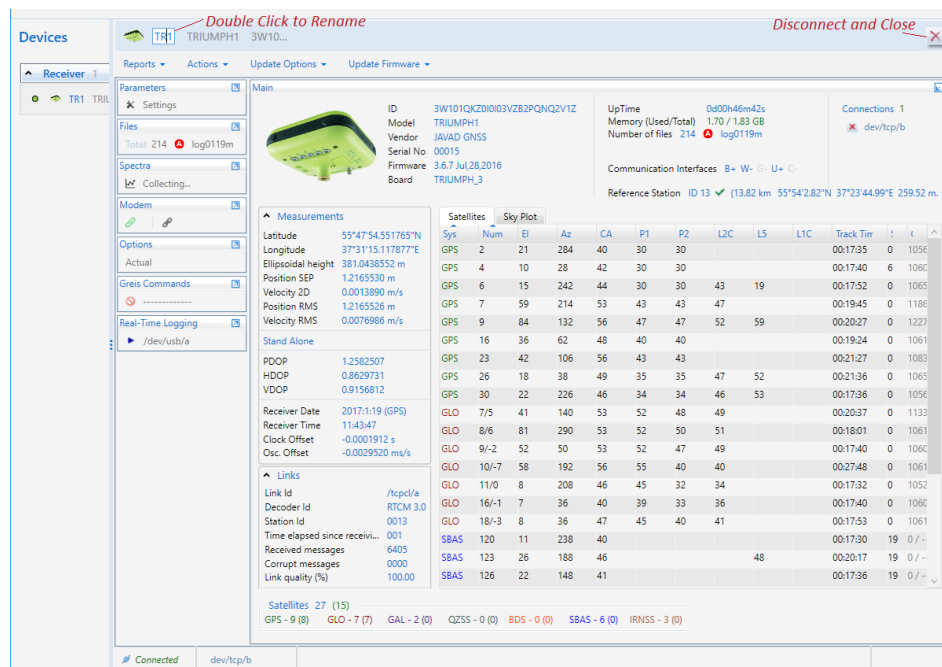 Double Click to Rename
Disconnect and Close
Devices
TR1 TRIUMPH1 3W10...
Receiver 1
TR1 TRIU
Reports Actions Update Options Update Firmware
Parameters
Settings
Files
Total: 214 A log0119m
Spectra
Collecting...
Modem
Options
Actual
Greis Commands
-------------
Real-Time Logging
/dev/usb/a
Main
ID 3W101QKZ0I0I03VZB2PQNQ2V1Z
Model TRIUMPH1
Vendor JAVAD GNSS
Serial No 00015
Firmware 3.6.7 Jul,28,2016
Board TRIUMPH_3
UpTime 0d00h46m42s
Memory (Used/Total) 1.70 / 1.83 GB
Number of files 214 A log0119m
Communication Interfaces B+ W- G- U+ C-
Reference Station ID 13 (13.82 km 55°54'2.82"N 37°23'44.99"E 259.52 m.
Connections 1
dev/tcp/b
Measurements
Latitude 55°47'54.551765"N
Longitude 37°31'15.117877"E
Ellipsoidal height 381.0438552 m
Position SEP 1.2165530 m
Velocity 2D 0.0013890 m/s
Position RMS 1.2165526 m
Velocity RMS 0.0076986 m/s
Stand Alone
PDOP 1.2582507
HDOP 0.8629731
VDOP 0.9156812
Receiver Date 2017:1:19 (GPS)
Receiver Time 11:43:47
Clock Offset -0.0001912 s
Osc. Offset -0.0029520 ms/s
Links
Link Id /tcpcl/a
Decoder Id RTCM 3.0
Station Id 0013
Time elapsed since receivi... 001
Received messages 6405
Corrupt messages 0000
Link quality (%) 100.00
Satellites Sky Plot
Sys Num El Az CA P1 P2 L2C L5 L1C Track Tim
GPS 2 21 284 40 30 30 00:17:35 0 1056
GPS 4 10 28 42 30 30 00:17:40 6 1060
GPS 6 15 242 44 30 30 43 19 00:17:52 0 1065
GPS 7 59 214 53 43 43 47 00:19:45 0 1186
GPS 9 84 132 56 47 47 52 59 00:20:27 0 1227
GPS 16 36 62 48 40 40 00:19:24 0 1061
GPS 23 42 106 56 43 43 00:21:27 0 1083
GPS 26 18 38 49 35 35 47 52 00:21:36 0 1065
GPS 30 22 226 46 34 34 46 53 00:17:36 0 1056
GLO 7/5 41 140 53 52 48 49 00:20:37 0 1133
GLO 8/6 81 290 53 52 50 51 00:18:01 0 1061
GLO 9/-2 52 50 53 52 47 49 00:17:40 0 1060
GLO 10/-7 58 192 56 55 40 40 00:27:48 0 1061
GLO 11/0 8 208 46 45 32 34 00:17:32 0 1052
GLO 16/-1 7 36 40 39 33 36 00:17:40 0 1060
GLO 18/-3 8 36 47 45 40 41 00:17:53 0 1061
SBAS 120 11 238 40 00:17:30 19 0 / --
SBAS 123 26 188 46 48 00:20:17 19 0 / --
SBAS 126 22 148 41 00:17:36 19 0 / --
Satellites 27 (15)
GPS - 9 (8) GLO - 7 (7) GAL - 2 (0) QZSS - 0 (0) BDS - 0 (0) SBAS - 6 (0) IRNSS - 3 (0)
Connected dev/tcp/b